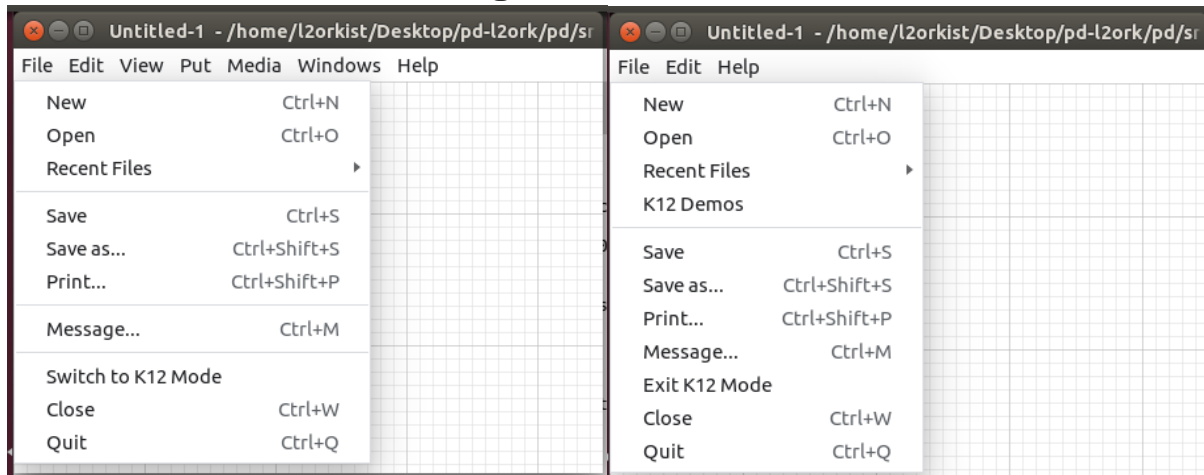 Untitled-1 - /home/l2orkist/Desktop/pd-l2ork/pd/sr
File Edit View Put Media Windows Help
New Ctrl+N
Open Ctrl+O
Recent Files
Save Ctrl+S
Save as... Ctrl+Shift+S
Print... Ctrl+Shift+P
Message... Ctrl+M
Switch to K12 Mode
Close Ctrl+W
Quit Ctrl+Q
Untitled-1 - /home/l2orkist/Desktop/pd-l2ork/pd/sr
File Edit Help
New Ctrl+N
Open Ctrl+O
Recent Files
K12 Demos
Save Ctrl+S
Save as... Ctrl+Shift+S
Print... Ctrl+Shift+P
Message... Ctrl+M
Exit K12 Mode
Close Ctrl+W
Quit Ctrl+Q